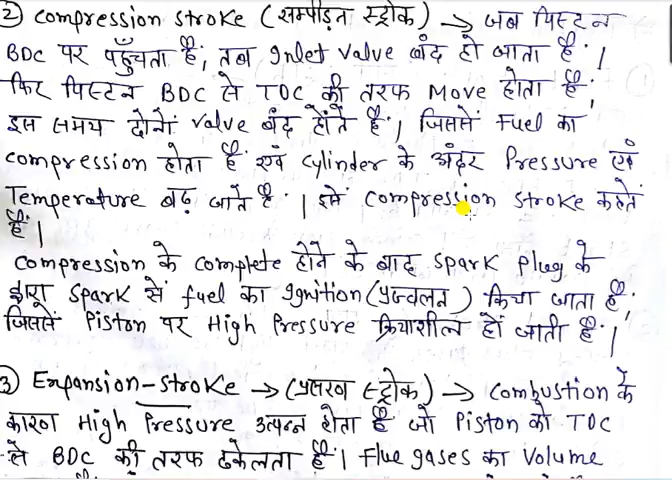 ② Compression stroke (सम्पीड़न स्ट्रोक) → जब पिस्टन
BDC पर पहुँचता है, तब Inlet valve बंद हो जाता है।
फिर पिस्टन BDC से TDC की तरफ Move होता है,
इस समय दोनों valve बंद होते है। जिससे Fuel का
compression होता है एवं cylinder के अंदर Pressure एवं
Temperature बढ़ जाते है। इसे compression stroke कहते
है।
compression के complete होने के बाद spark plug के
द्वारा spark से fuel का Ignition (प्रज्वलन) किया जाता है,
जिससे Piston पर High Pressure क्रियाशील हो जाती है।
③ Expansion-stroke → (प्रसरण स्ट्रोक) → combustion के
कारण High Pressure उत्पन्न होता है जो Piston को TDC
से BDC की तरफ ढकेलता है। Flue gases का Volume